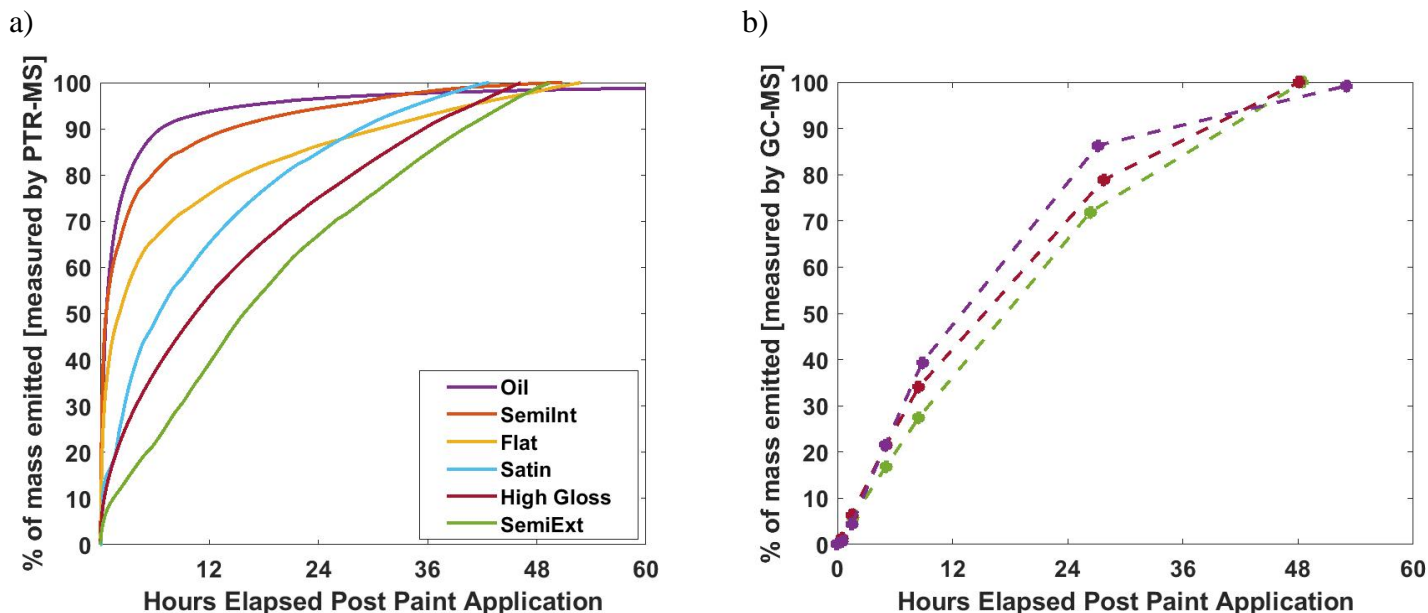 a)
% of mass emitted [measured by PTR-MS]
100
90
80
70
60
50
40
30
20
10
0
12 24 36 48 60
Hours Elapsed Post Paint Application
Oil
SemiInt
Flat
Satin
High Gloss
SemiExt
b)
% of mass emitted [measured by GC-MS]
100
90
80
70
60
50
40
30
20
10
0
0 12 24 36 48 60
Hours Elapsed Post Paint Application